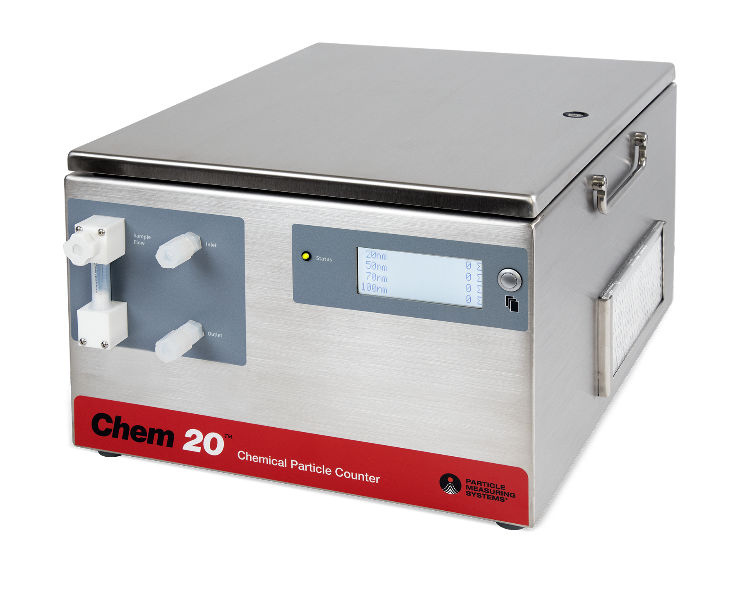 Sample
Flow
Inlet
Outlet
Status
20nm 0 Σ
50nm 0 Σ
70nm 0 Σ
100nm 0 Σ
Chem 20™
Chemical Particle Counter
PARTICLE
MEASURING
SYSTEMS®